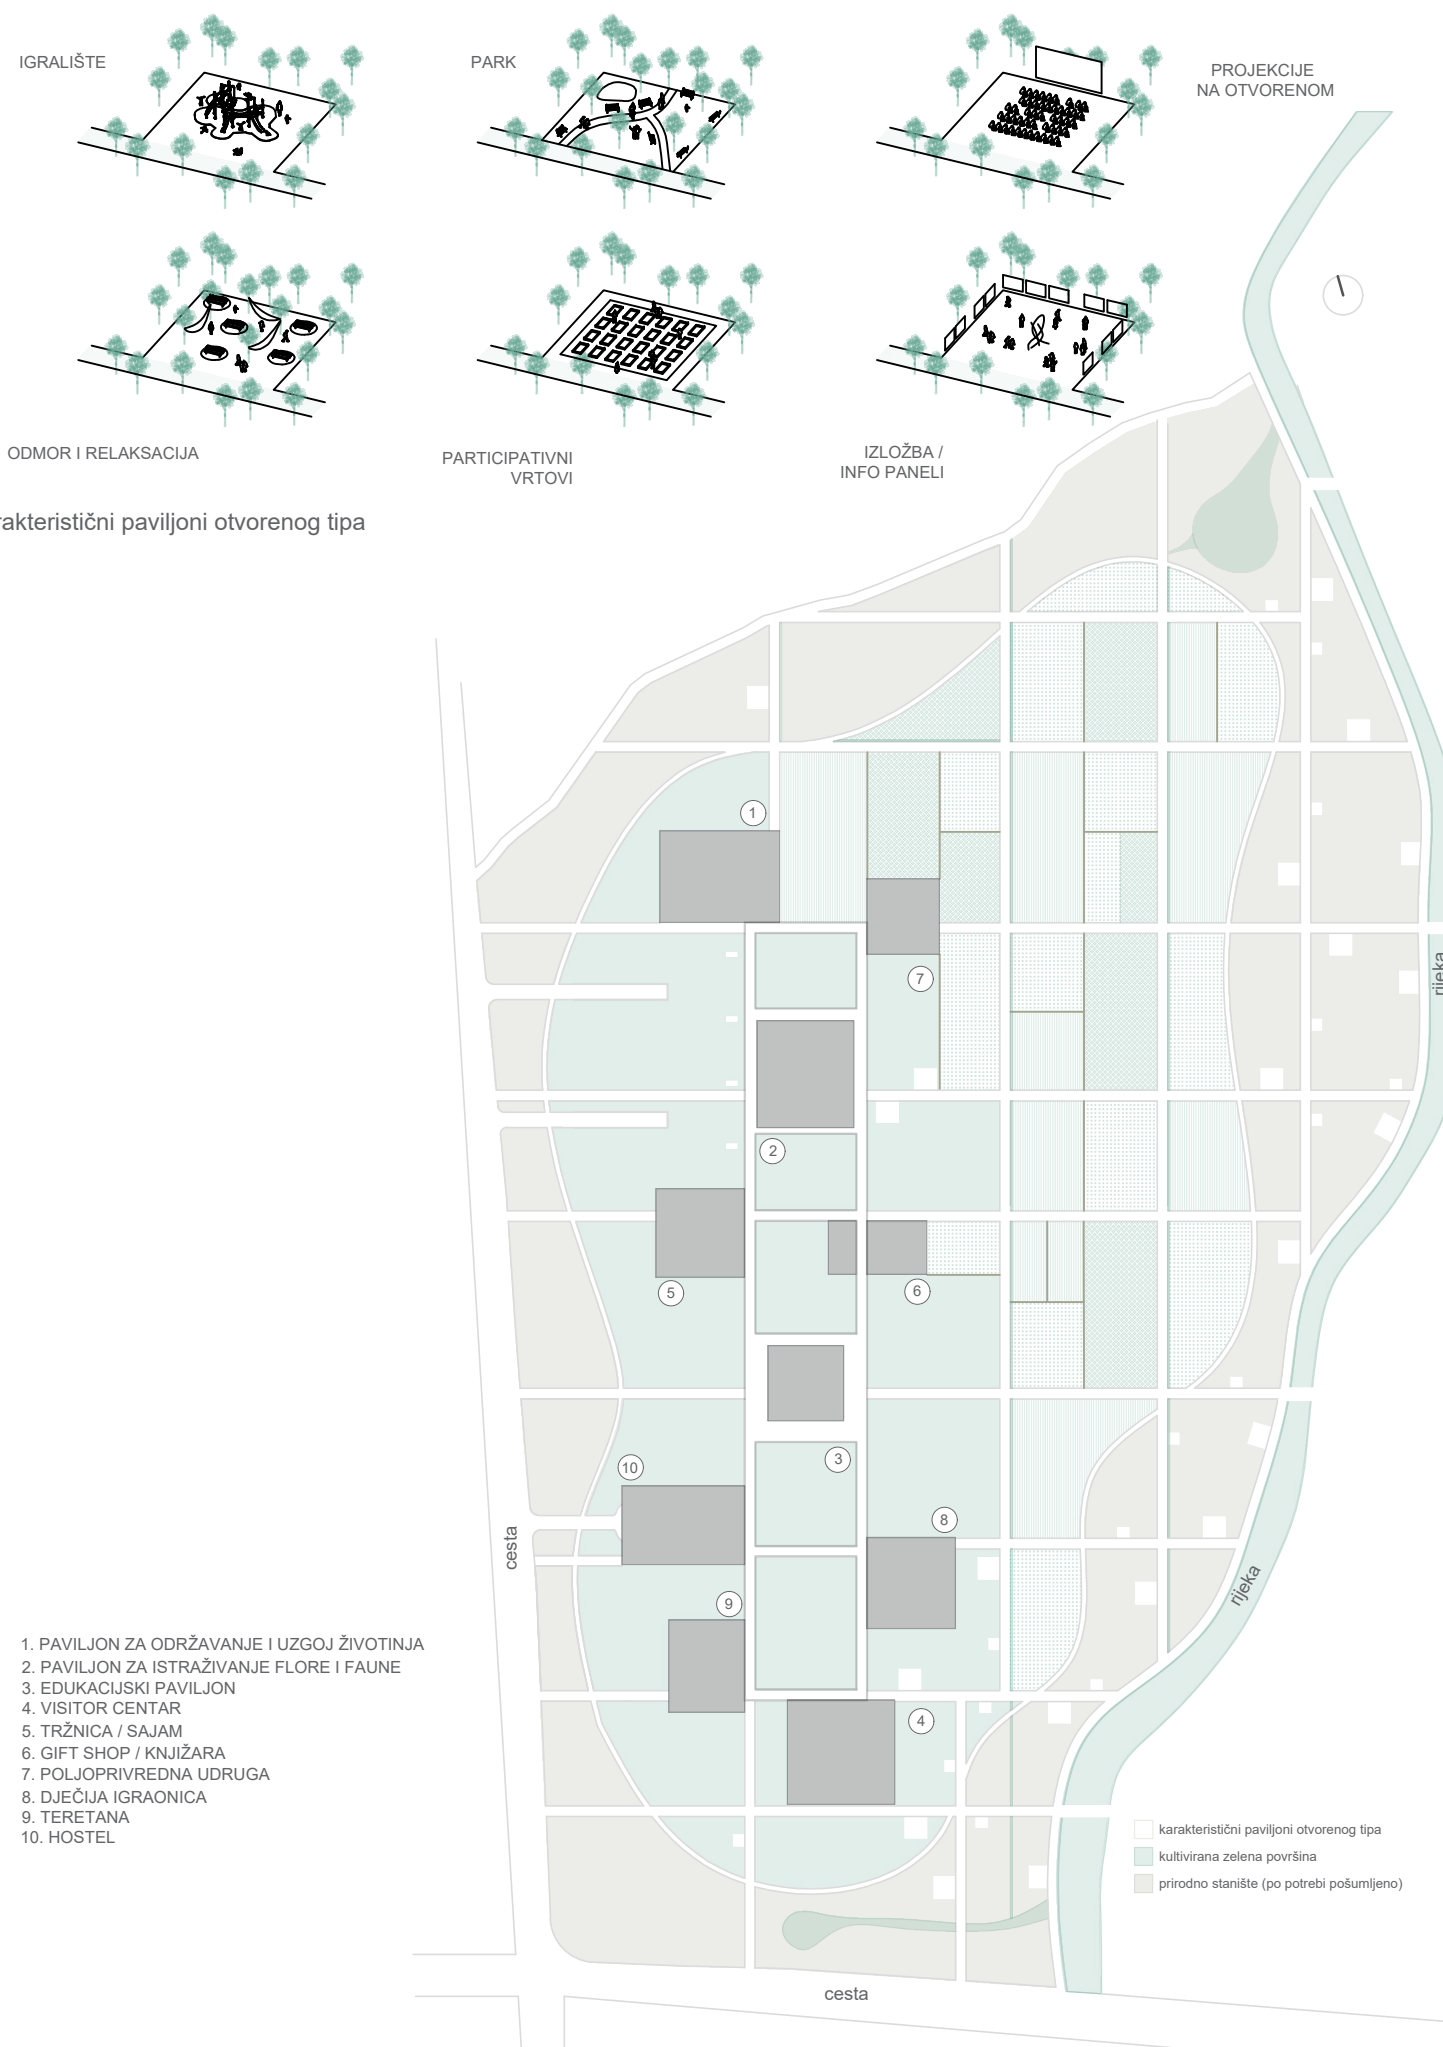 IGRALIŠTE
PARK
PROJEKCIJE
NA OTVORENOM
ODMOR I RELAKSACIJA
PARTICIPATIVNI
VRTOVI
IZLOŽBA /
INFO PANELI
rakteristični paviljoni otvorenog tipa
1
7
rijeka
2
5
6
3
10
8
cesta
9
rijeka
4
1. PAVILJON ZA ODRŽAVANJE I UZGOJ ŽIVOTINJA
2. PAVILJON ZA ISTRAŽIVANJE FLORE I FAUNE
3. EDUKACIJSKI PAVILJON
4. VISITOR CENTAR
5. TRŽNICA / SAJAM
6. GIFT SHOP / KNJIŽARA
7. POLJOPRIVREDNA UDRUGA
8. DJEČIJA IGRAONICA
9. TERETANA
10. HOSTEL
karakteristični paviljoni otvorenog tipa
kultivirana zelena površina
prirodno stanište (po potrebi pošumljeno)
cesta